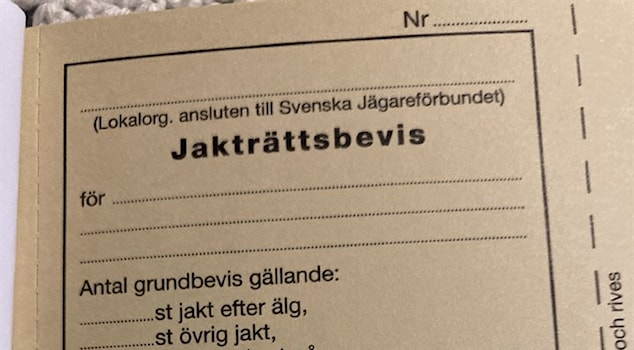 Nr ....................
................................................................
(Lokalorg. ansluten till Svenska Jägareförbundet)
Jakträttsbevis
för ................................................................
................................................................
................................................................
Antal grundbevis gällande:
................st jakt efter älg,
................st övrig jakt,
och rives